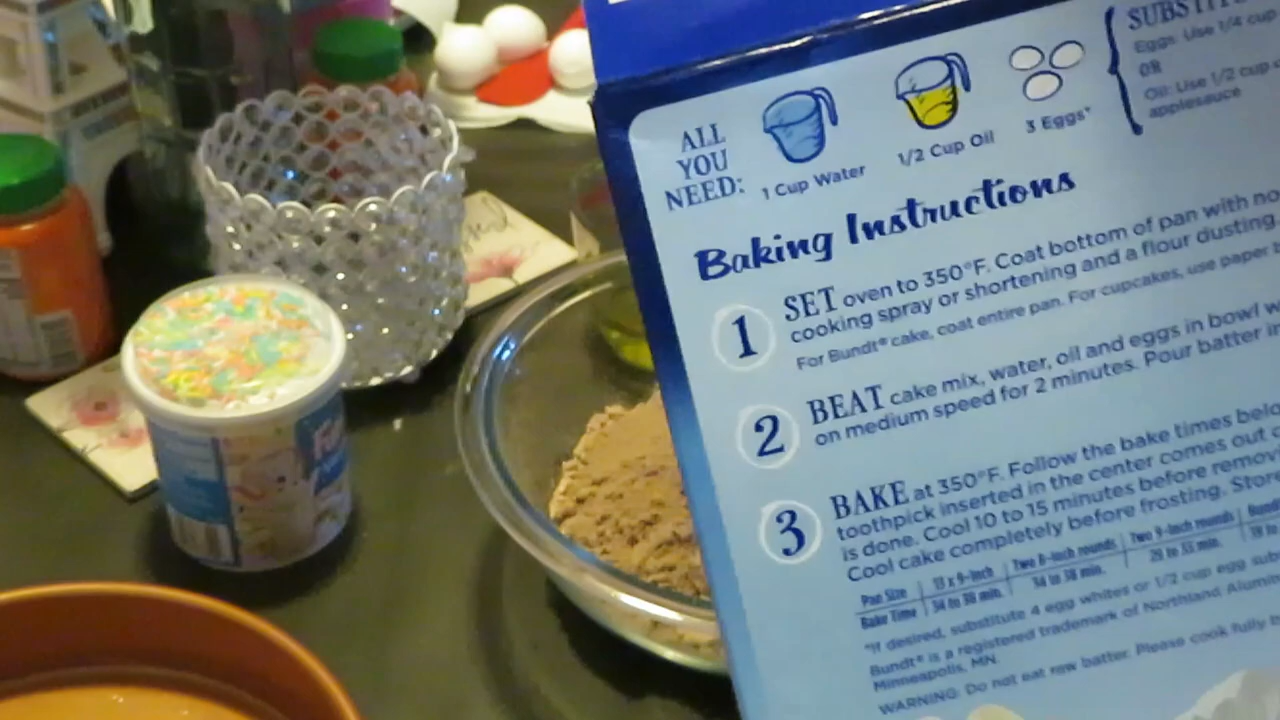 ALL
YOU
NEED:
1 Cup Water
1/2 Cup Oil
3 Eggs*
Eggs: Use 1/4 cup
OR
Oil: Use 1/2 cup
applesauce
Baking Instructions
1
SET oven to 350°F. Coat bottom of pan with
cooking spray or shortening and a flour dusting.
For Bundt® cake, coat entire pan. For cupcakes, use paper
2
BEAT cake mix, water, oil and eggs in bowl
on medium speed for 2 minutes. Pour batter
3
BAKE at 350°F. Follow the bake times
toothpick inserted in the center comes out
is done. Cool 10 to 15 minutes before
Cool cake completely before frosting.
Pan Size 13 x 9-inch Two 8-inch rounds Two 9-inch rounds
Bake Time 34 to 38 min. 34 to 38 min. 29 to 33 min.
*If desired, substitute 4 egg whites or 1/2 cup egg
Bundt® is a registered trademark of Northland
Minneapolis, MN.
WARNING: Do not eat raw batter. Please cook fully